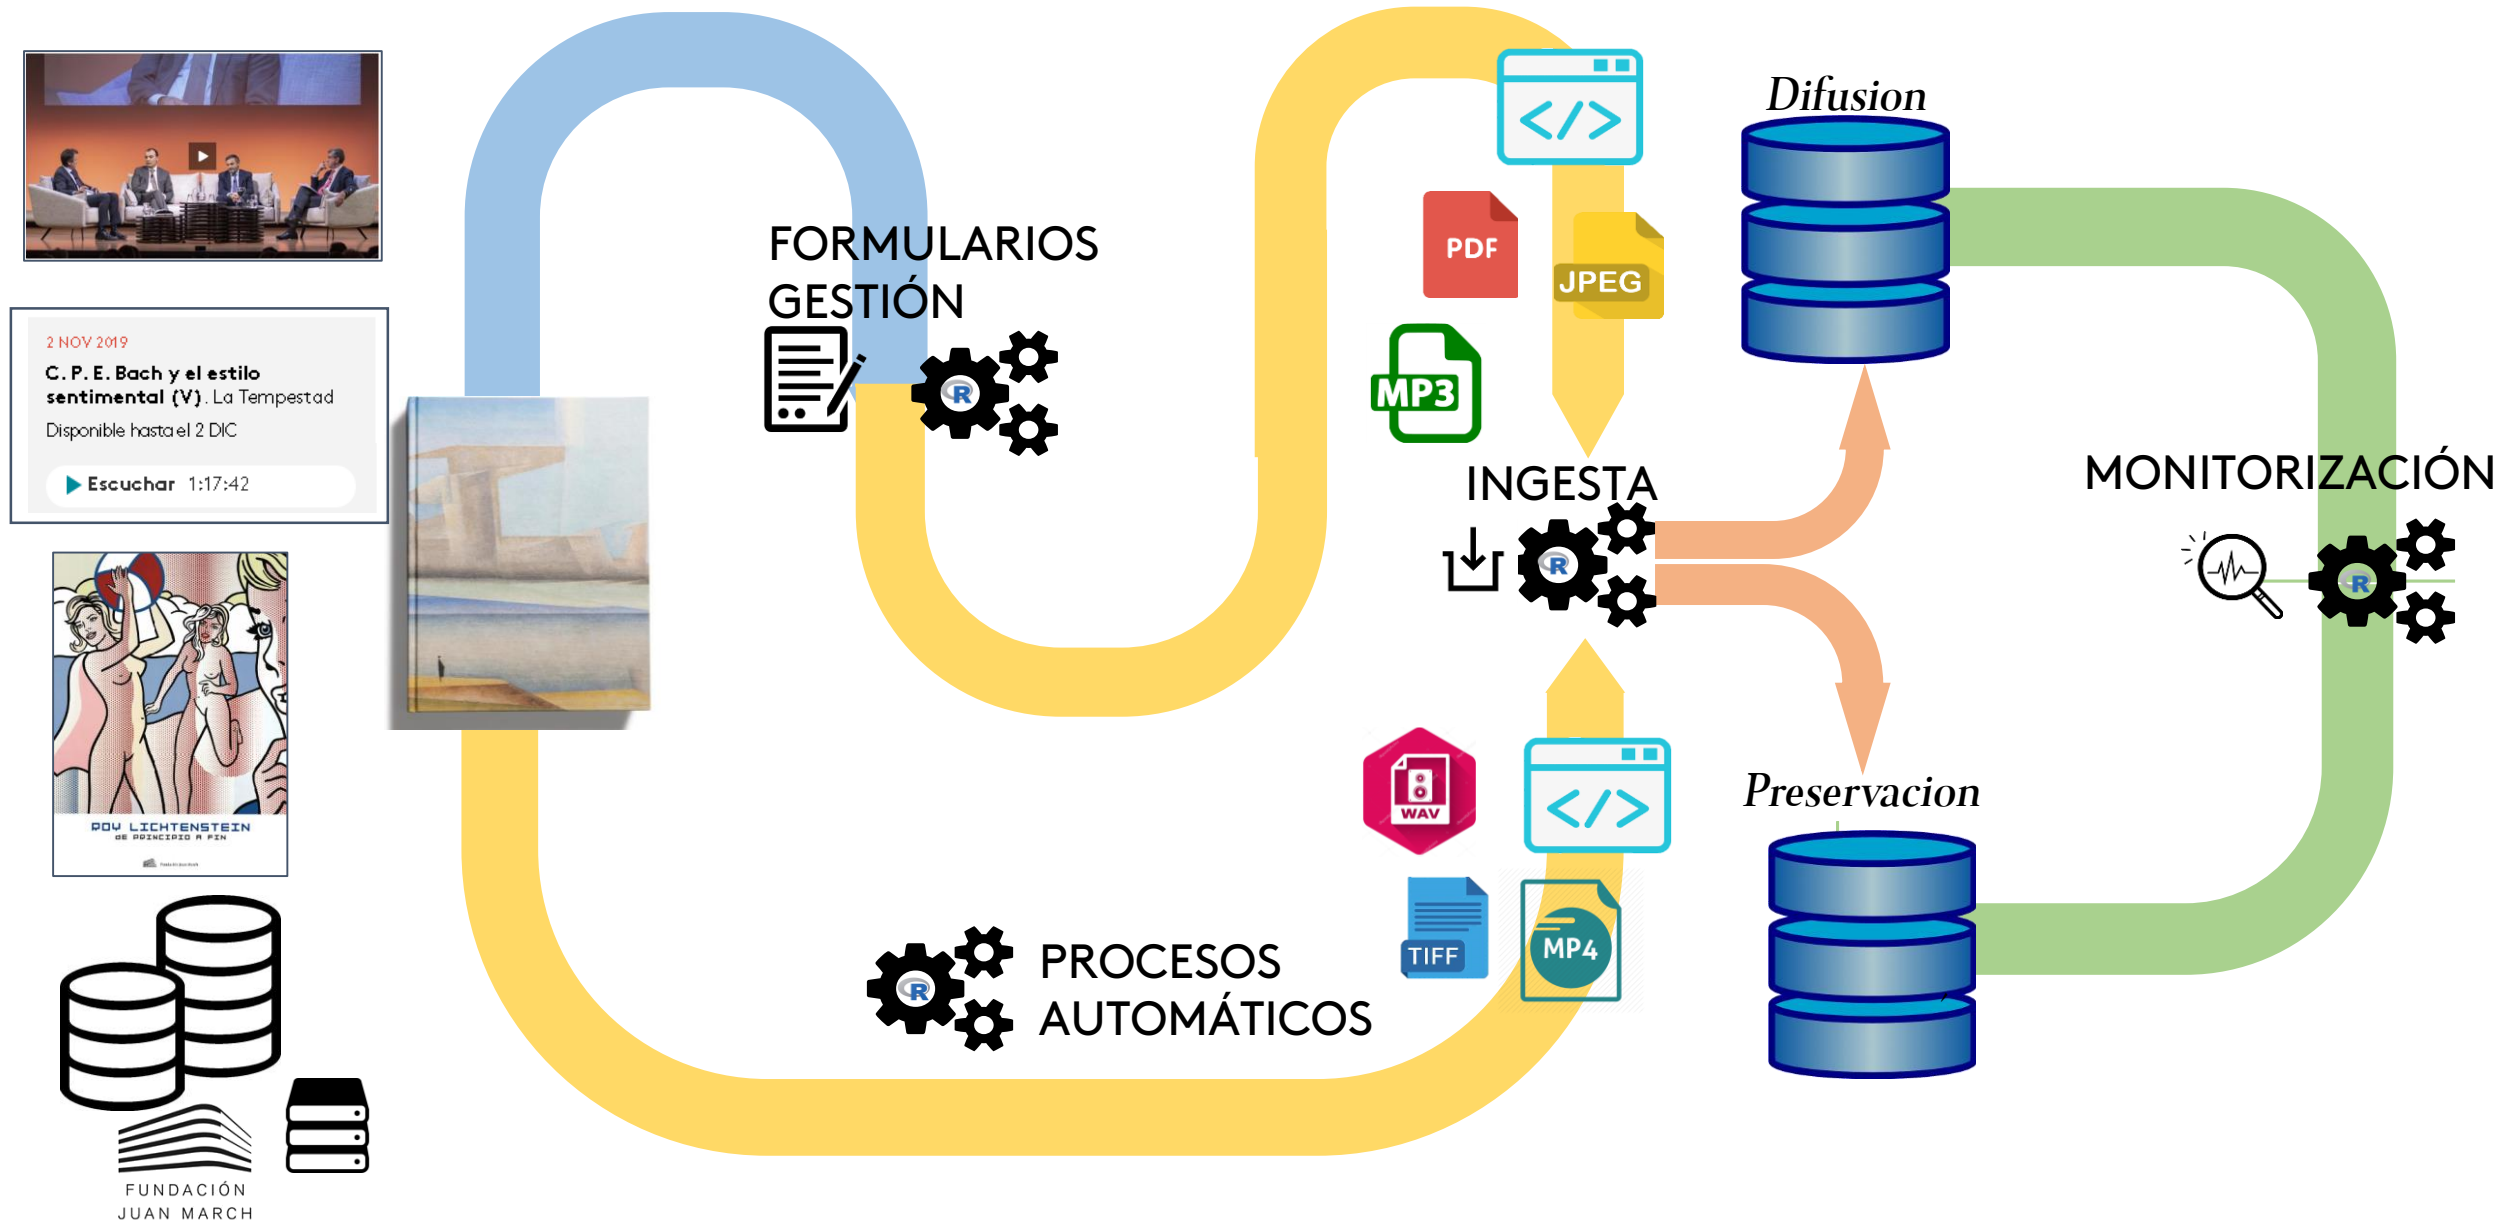 2 NOV 2019
C. P. E. Bach y el estilo
sentimental (V). La Tempestad
Disponible hasta el 2 DIC
Escuchar 1:17:42
ROY LICHTENSTEIN
DE PRINCIPIO A FIN
FUNDACIÓN
JUAN MARCH
FORMULARIOS
GESTIÓN
R
PROCESOS
AUTOMÁTICOS
R
</>
PDF
JPEG
MP3
INGESTA
R
WAV
</>
TIFF
MP4
Difusion
Preservacion
MONITORIZACIÓN
R